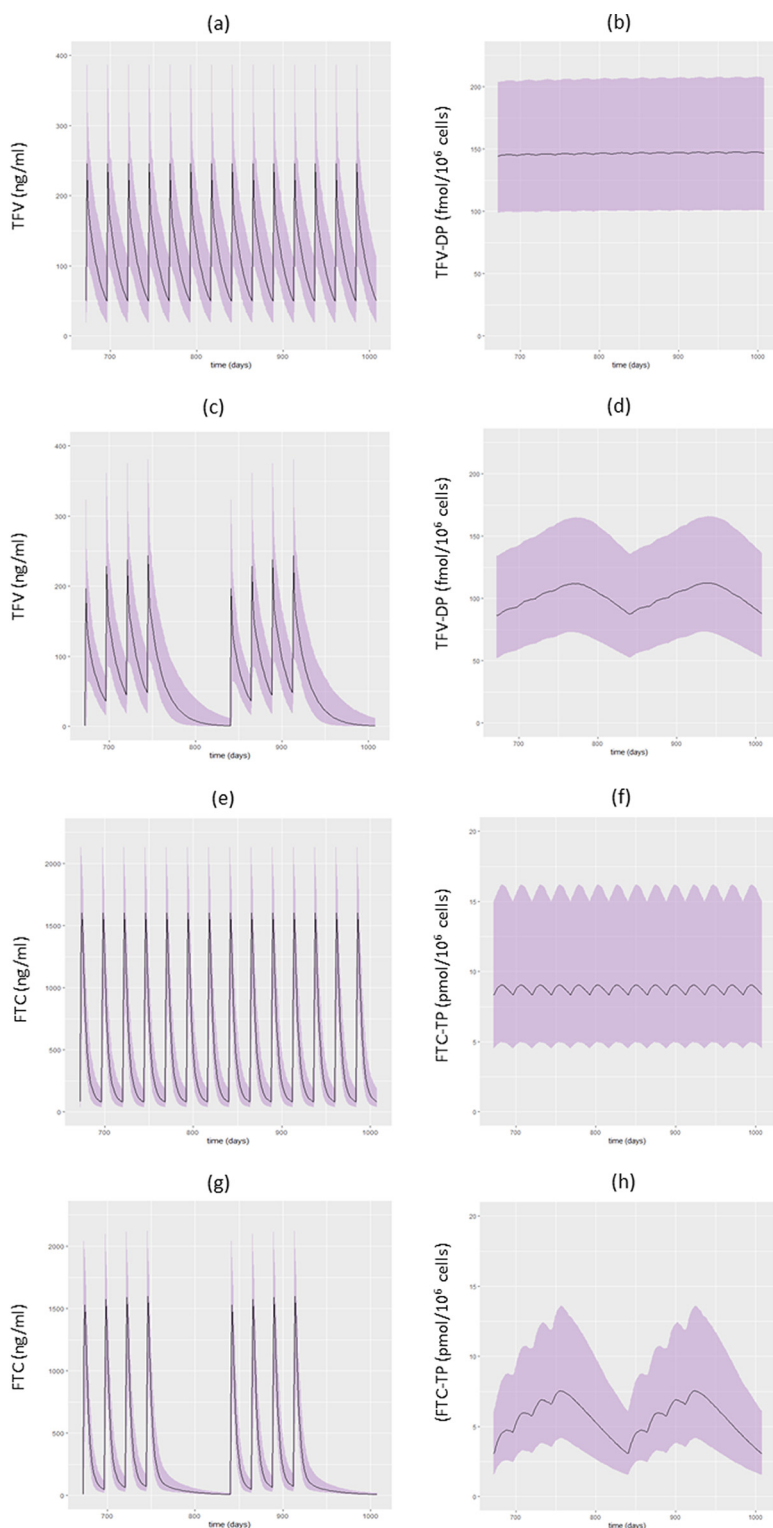 (a)
400
300
200
100
0
TFV (ng/ml)
700 800 900 1000
time (days)
(b)
200
150
100
50
0
TFV-DP (fmol/10⁶ cells)
700 800 900 1000
time (days)
(c)
400
300
200
100
0
TFV (ng/ml)
700 800 900 1000
time (days)
(d)
200
150
100
50
0
TFV-DP (fmol/10⁶ cells)
700 800 900 1000
time (days)
(e)
2000
1500
1000
500
0
FTC (ng/ml)
700 800 900 1000
time (days)
(f)
20
15
10
5
0
FTC-TP (pmol/10⁶ cells)
700 800 900 1000
time (days)
(g)
2000
1500
1000
500
0
FTC (ng/ml)
700 800 900 1000
time (days)
(h)
20
15
10
5
0
(FTC-TP (pmol/10⁶ cells)
700 800 900 1000
time (days)